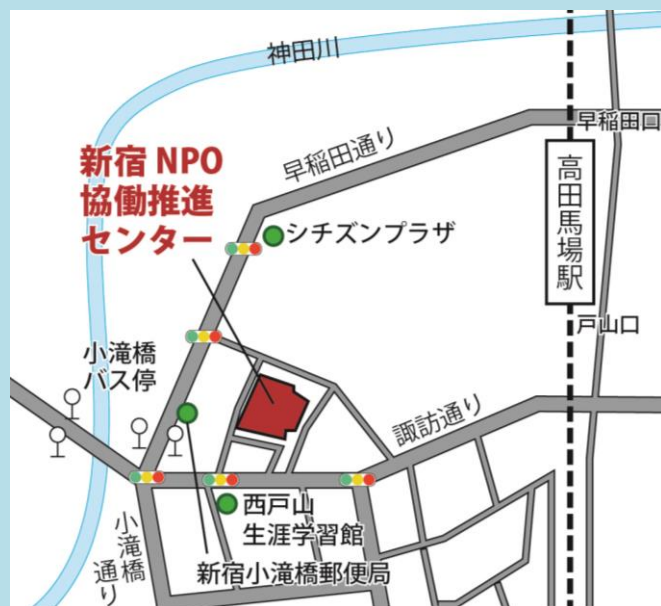 神田川
早稲田通り
早稲田口
新宿 NPO
協働推進
センター
高田馬場駅
シチズンプラザ
戸山口
小滝橋
バス停
諏訪通り
西戸山
生涯学習館
小滝橋
通り
新宿小滝橋郵便局